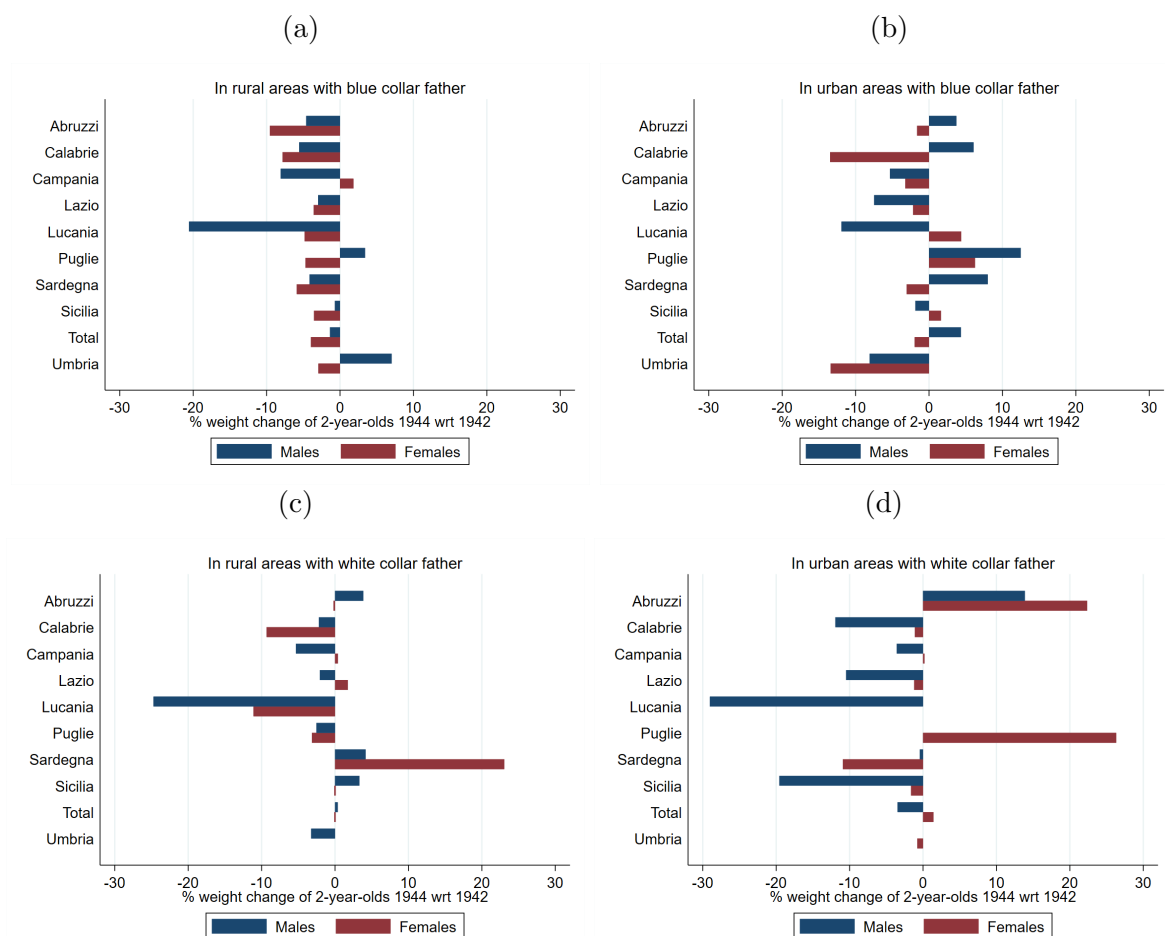 (a)
In rural areas with blue collar father
Abruzzi
Calabrie
Campania
Lazio
Lucania
Puglie
Sardegna
Sicilia
Total
Umbria
-30 -20 -10 0 10 20 30
% weight change of 2-year-olds 1944 wrt 1942
Males Females
(b)
In urban areas with blue collar father
Abruzzi
Calabrie
Campania
Lazio
Lucania
Puglie
Sardegna
Sicilia
Total
Umbria
-30 -20 -10 0 10 20 30
% weight change of 2-year-olds 1944 wrt 1942
Males Females
(c)
In rural areas with white collar father
Abruzzi
Calabrie
Campania
Lazio
Lucania
Puglie
Sardegna
Sicilia
Total
Umbria
-30 -20 -10 0 10 20 30
% weight change of 2-year-olds 1944 wrt 1942
Males Females
(d)
In urban areas with white collar father
Abruzzi
Calabrie
Campania
Lazio
Lucania
Puglie
Sardegna
Sicilia
Total
Umbria
-30 -20 -10 0 10 20 30
% weight change of 2-year-olds 1944 wrt 1942
Males Females